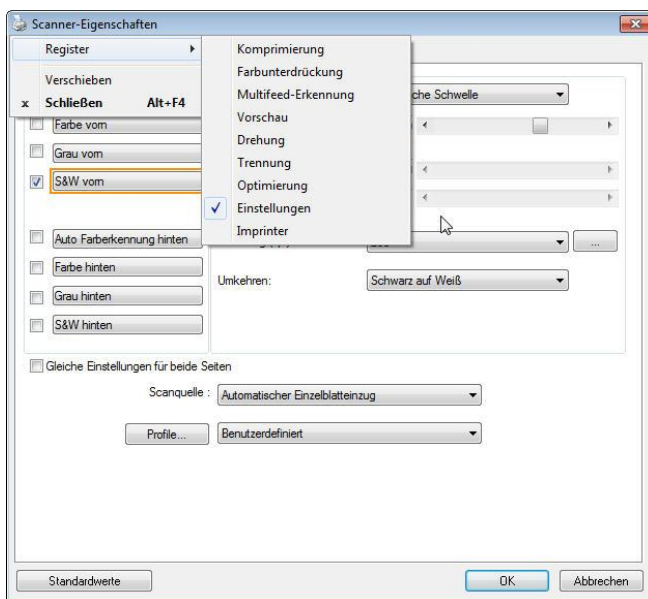 Scanner-Eigenschaften
Register
Verschieben
x Schließen Alt+F4
Komprimierung
Farbunterdrückung
Multifeed-Erkennung
Vorschau
Drehung
Trennung
Optimierung
Einstellungen
Imprinter
che Schwelle
Farbe vorn
Grau vorn
S&W vorn
Auto Farberkennung hinten
...
Farbe hinten
Umkehren:
Schwarz auf Weiß
Grau hinten
S&W hinten
Gleiche Einstellungen für beide Seiten
Scanquelle :
Automatischer Einzelblatteinzug
Profile...
Benutzerdefiniert
Standardwerte
OK
Abbrechen